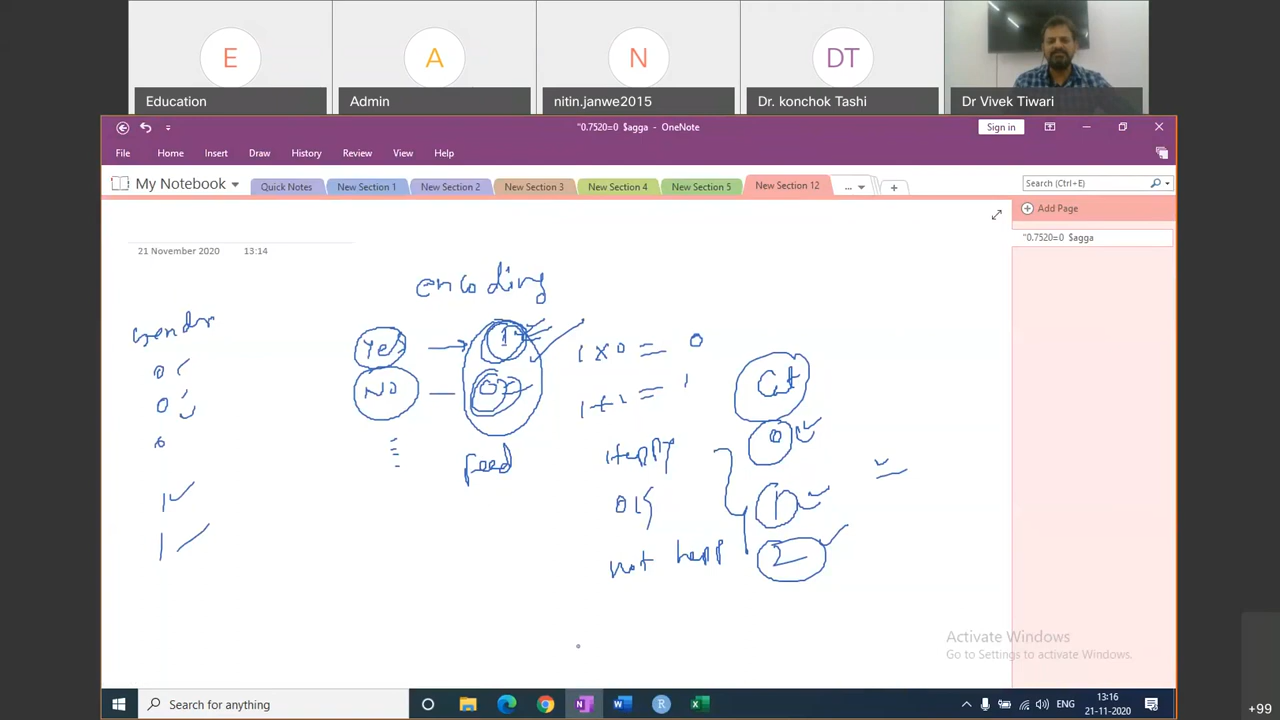 E
A
N
DT
Education
Admin
nitin.janwe2015
Dr. konchok Tashi
Dr Vivek Tiwari
"0.7520=0 $agga - OneNote
Sign in
File Home Insert Draw History Review View Help
My Notebook
Quick Notes
New Section 1
New Section 2
New Section 3
New Section 4
New Section 5
New Section 12
...
+
Search (Ctrl+E)
Add Page
"0.7520=0 $agga
21 November 2020 13:14
encoding
Gender
0
0
0
1
1
Yes → 1
NO — 0
Feed
1 x 0 = 0
1 + 1 = 1
Happy
not happ
Cat
0
1
2
Activate Windows
Go to Settings to activate Windows.
Search for anything
ENG
13:16
21-11-2020
+99